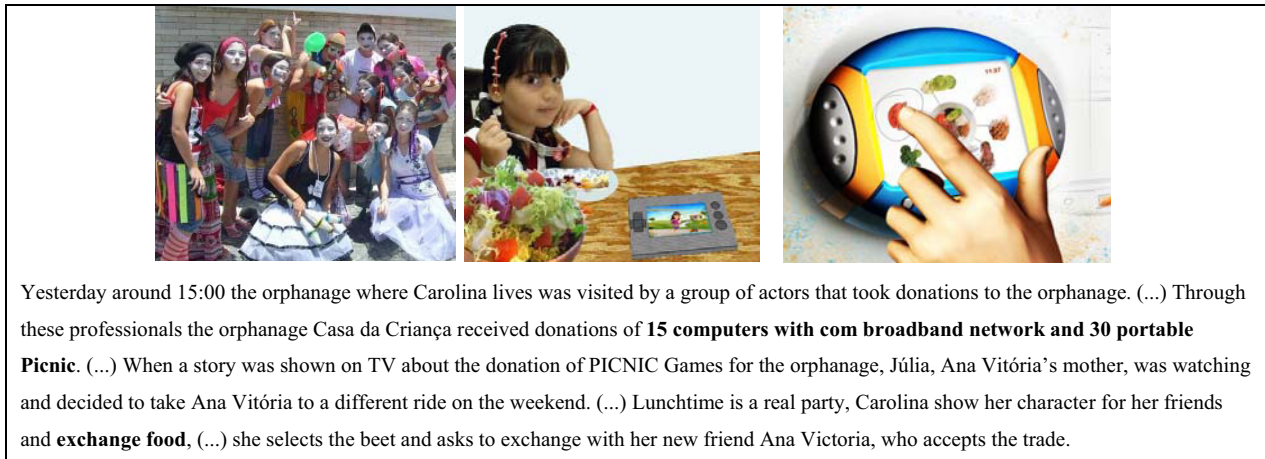 11:37
Yesterday around 15:00 the orphanage where Carolina lives was visited by a group of actors that took donations to the orphanage. (...) Through
these professionals the orphanage Casa da Criança received donations of 15 computers with com broadband network and 30 portable
Picnic. (...) When a story was shown on TV about the donation of PICNIC Games for the orphanage, Júlia, Ana Vitória’s mother, was watching
and decided to take Ana Vitória to a different ride on the weekend. (...) Lunchtime is a real party, Carolina show her character for her friends
and exchange food, (...) she selects the beet and asks to exchange with her new friend Ana Victoria, who accepts the trade.